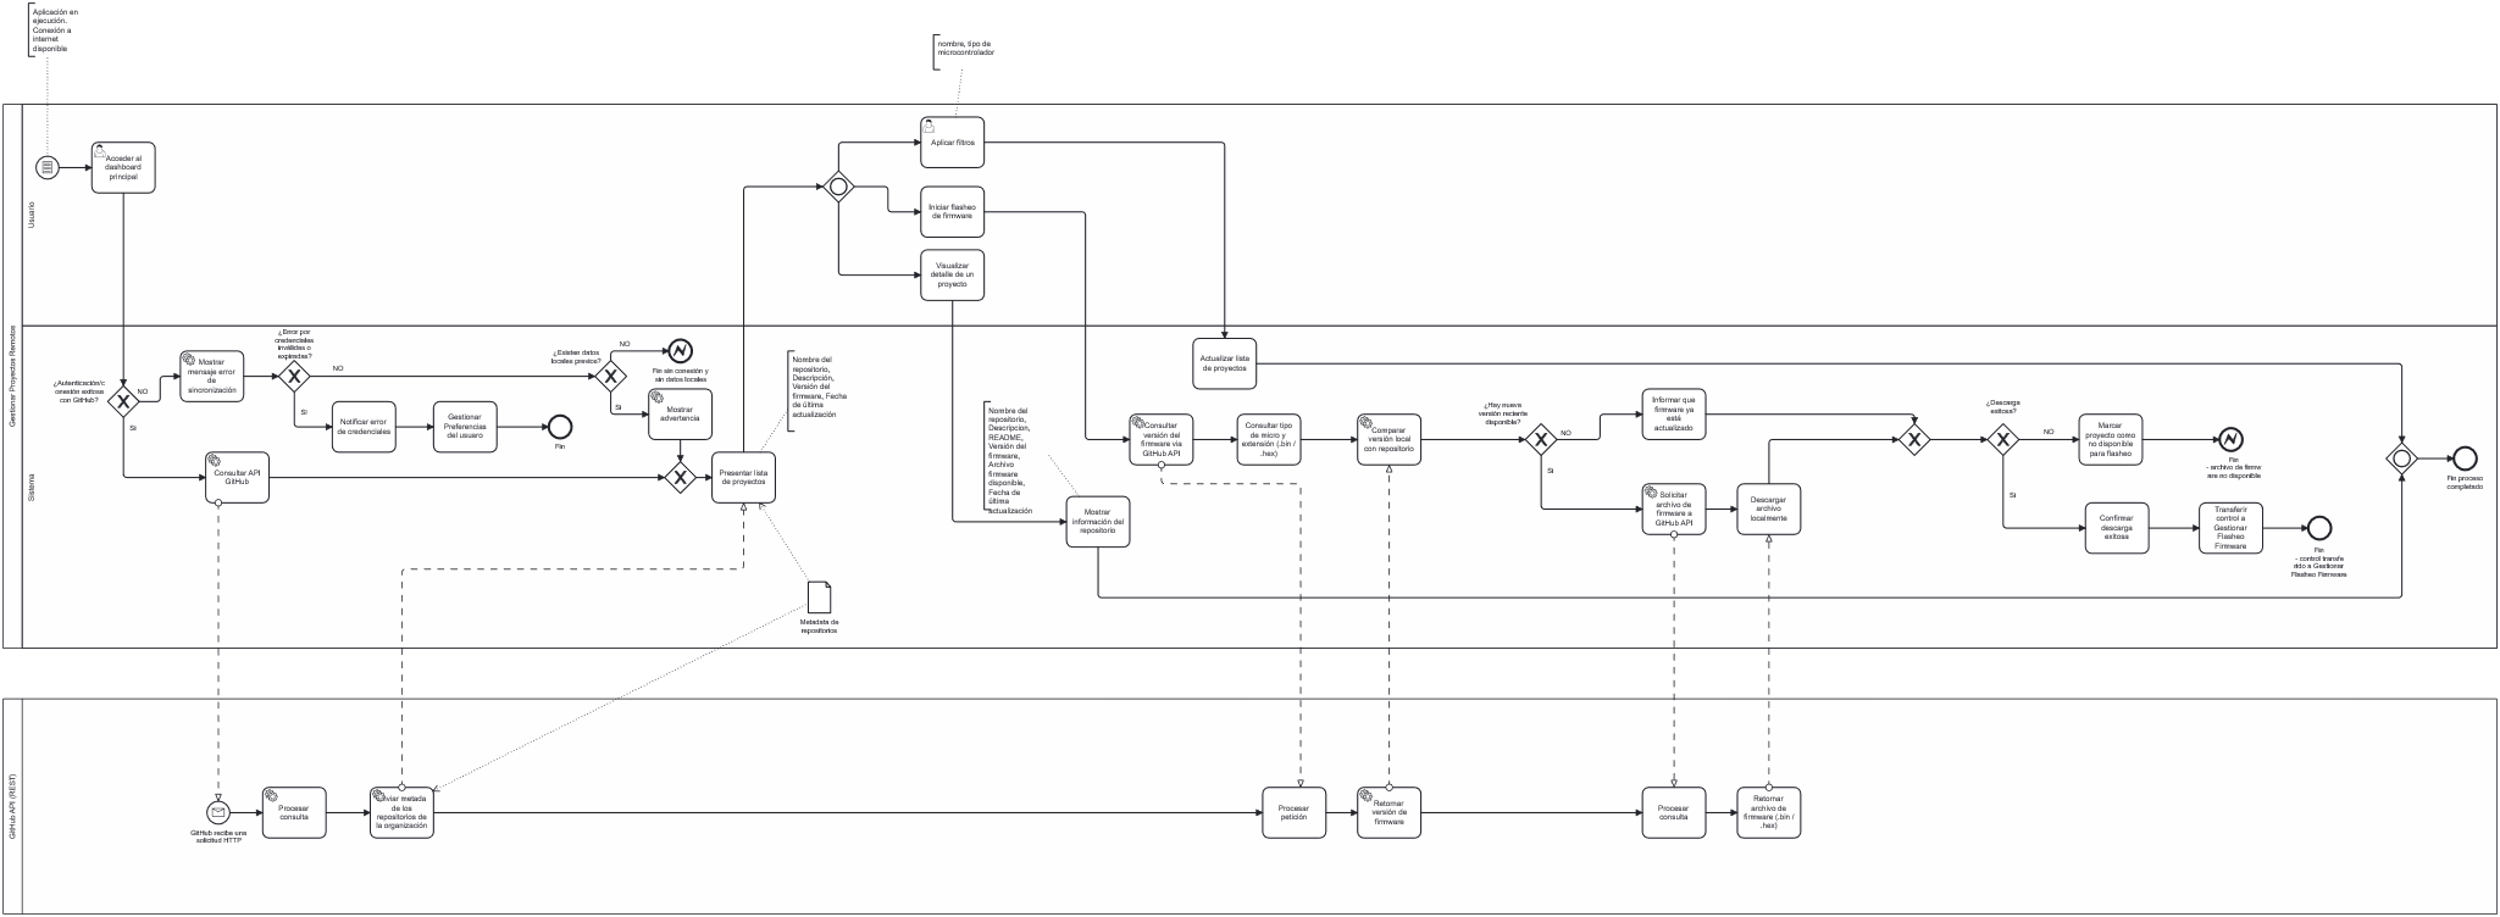 Aplicación en
ejecución.
Conexión a
internet
disponible
nombre, tipo de
microcontrolador
Gestionar Proyectos Remotos
Usuario
Acceder al
dashboard
principal
Aplicar filtros
Iniciar flasheo
de firmware
Visualizar
detalle de un
proyecto
Sistema
¿Autenticación/c
onexión exitosa
con GitHub?
NO
Si
Mostrar
mensaje error
de
sincronización
¿Error por
credenciales
inválidas o
expiradas?
NO
Si
Notificar error
de credenciales
Gestionar
Preferencias
del usuaro
Fin
¿Existen datos
locales previos?
NO
Si
Fin sin conexión y
sin datos locales
Mostrar
advertencia
Consultar API
GitHub
Presentar lista
de proyectos
Nombre del
repositorio,
Descripción,
Versión del
firmware, Fecha
de última
actualización
Metadata de
repositorios
Nombre del
repositorio,
Descripcion,
README,
Versión del
firmware,
Archivo
firmware
disponible,
Fecha de
última
actualización
Mostrar
información del
repositorio
Actualizar lista
de proyectos
Consultar
versión del
firmware via
GitHub API
Consultar tipo
de micro y
extensión (.bin /
.hex)
Comparar
versión local
con repositorio
¿Hay nueva
versión reciente
disponible?
NO
Si
Informar que
firmware ya
está
actualizado
Solicitar
archivo de
firmware a
GitHub API
Descargar
archivo
localmente
¿Descarga
exitosa?
NO
Si
Marcar
proyecto como
no disponible
para flasheo
Fin
- archivo de firmw
are no disponible
Confirmar
descarga
exitosa
Transferir
control a
Gestionar
Flasheo
Firmware
Fin
- control transfe
rido a Gestionar
Flasheo Firmware
Fin proceso
completado
GitHub API (REST)
GitHub recibe una
solicitud HTTP
Procesar
consulta
Enviar metada
de los
repositorios de
la organización
Procesar
petición
Retornar
versión de
firmware
Procesar
consulta
Retornar
archivo de
firmware (.bin /
.hex)